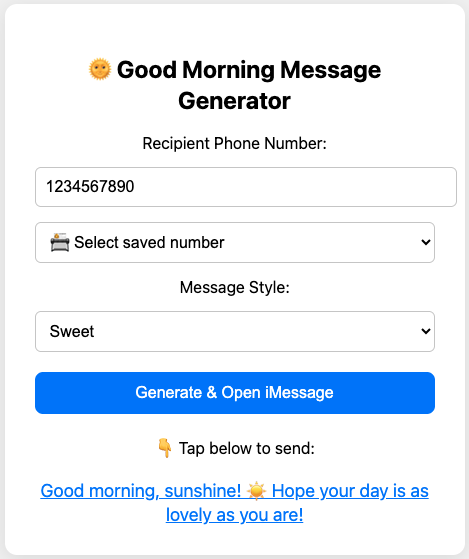 🌞 Good Morning Message
Generator
Recipient Phone Number:
1234567890
📇 Select saved number
Message Style:
Sweet
Generate & Open iMessage
👇 Tap below to send:
Good morning, sunshine! ☀️ Hope your day is as
lovely as you are!